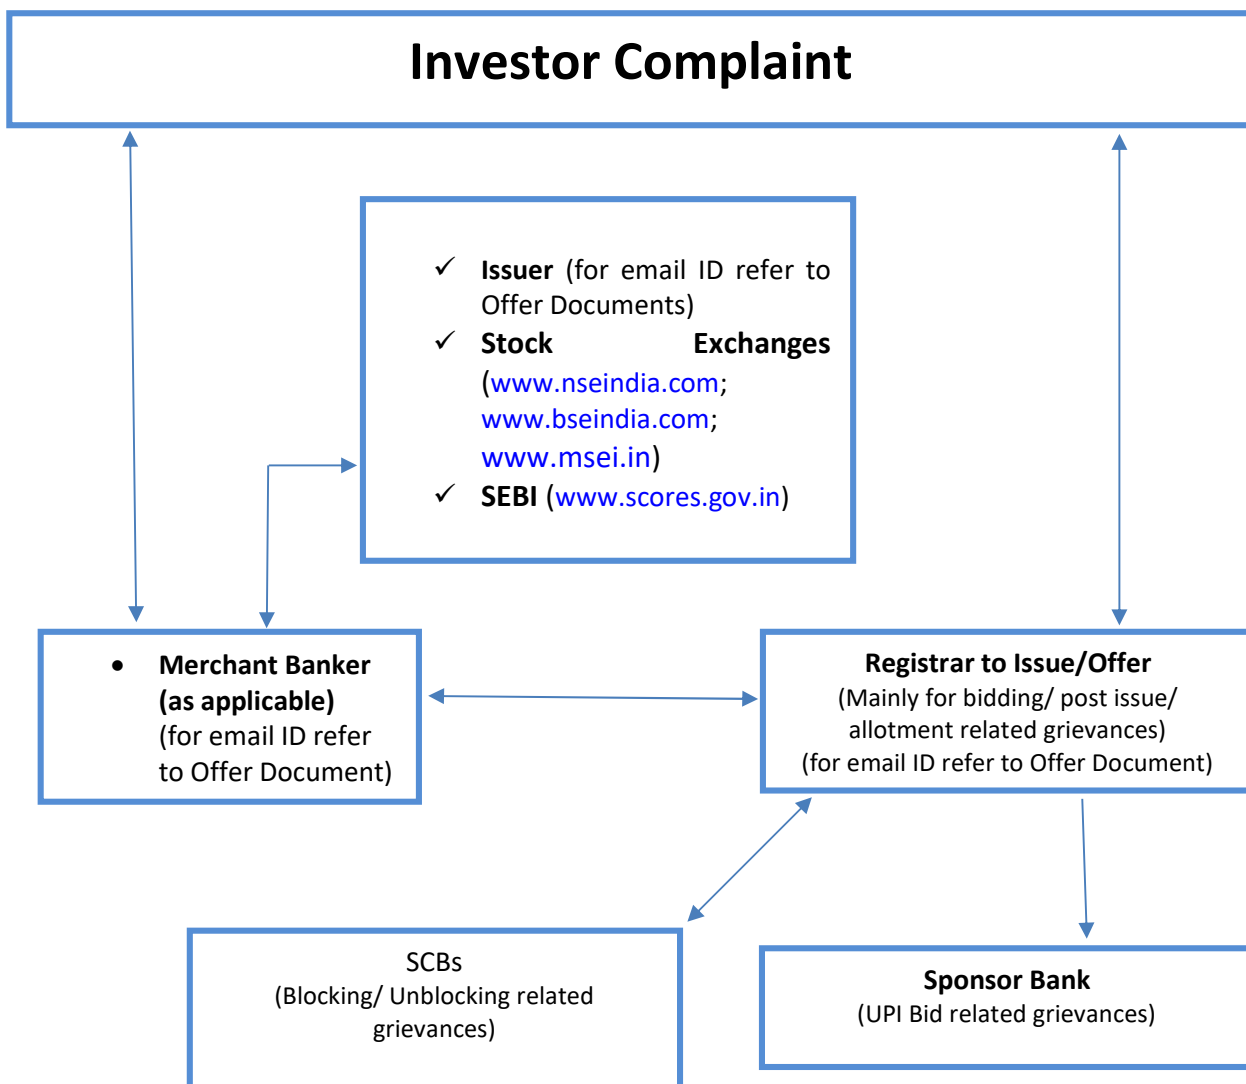 Investor Complaint
✓ Issuer (for email ID refer to
Offer Documents)
✓ Stock Exchanges
(www.nseindia.com;
www.bseindia.com;
www.msei.in)
✓ SEBI (www.scores.gov.in)
• Merchant Banker
(as applicable)
(for email ID refer
to Offer Document)
Registrar to Issue/Offer
(Mainly for bidding/ post issue/
allotment related grievances)
(for email ID refer to Offer Document)
SCBs
(Blocking/ Unblocking related
grievances)
Sponsor Bank
(UPI Bid related grievances)